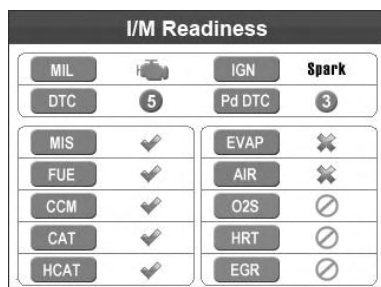 I/M Readiness
MIL IGN Spark
DTC 5 Pd DTC 3
MIS EVAP
FUE AIR
CCM O2S
CAT HRT
HCAT EGR